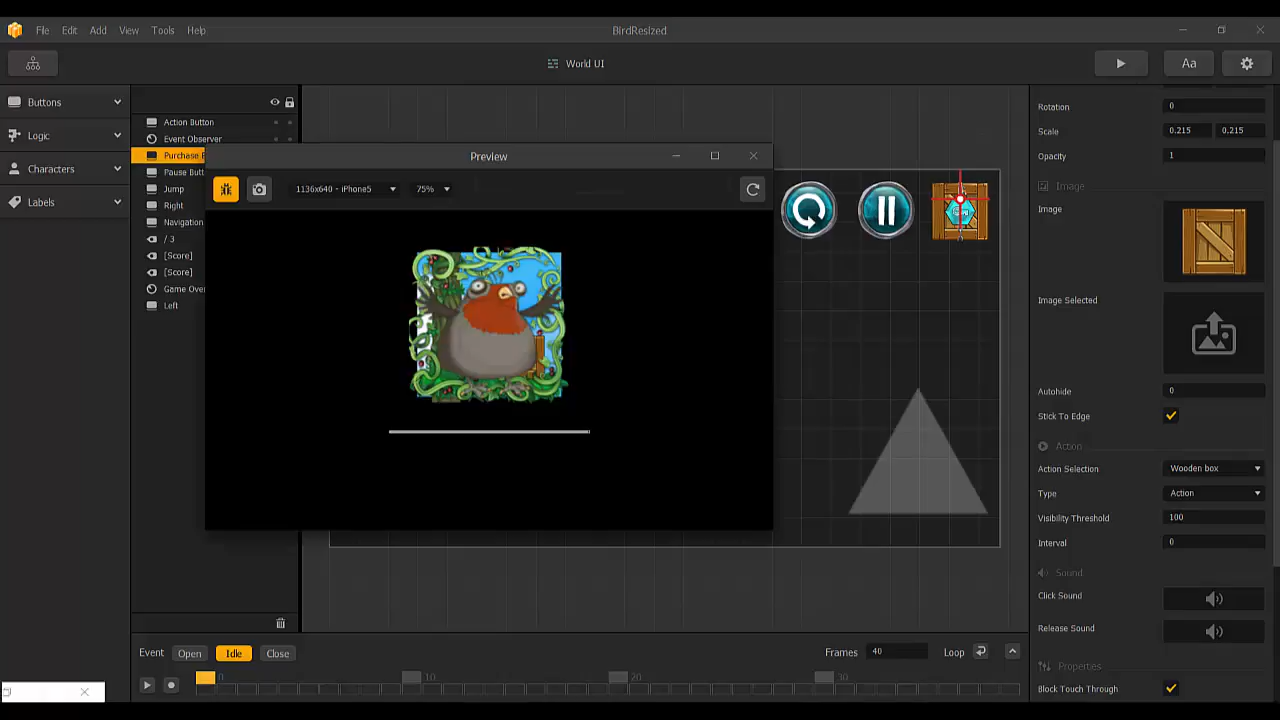 File Edit Add View Tools Help
BirdResized
World UI
Aa
Buttons
Logic
Characters
Labels
Action Button
Event Observer
Purchase
Pause Butt
Jump
Right
Navigation
/ 3
[Score]
[Score]
Game Ove
Left
Preview
1136x640 - iPhone5
75%
Rotation 0
Scale 0.215 0.215
Opacity 1
Image
Image
Image Selected
Autohide 0
Stick To Edge
Action
Action Selection Wooden box
Type Action
Visibility Threshold 100
Interval 0
Sound
Click Sound
Release Sound
Properties
Block Touch Through
Event Open Idle Close
Frames 40 Loop
0 10 20 30